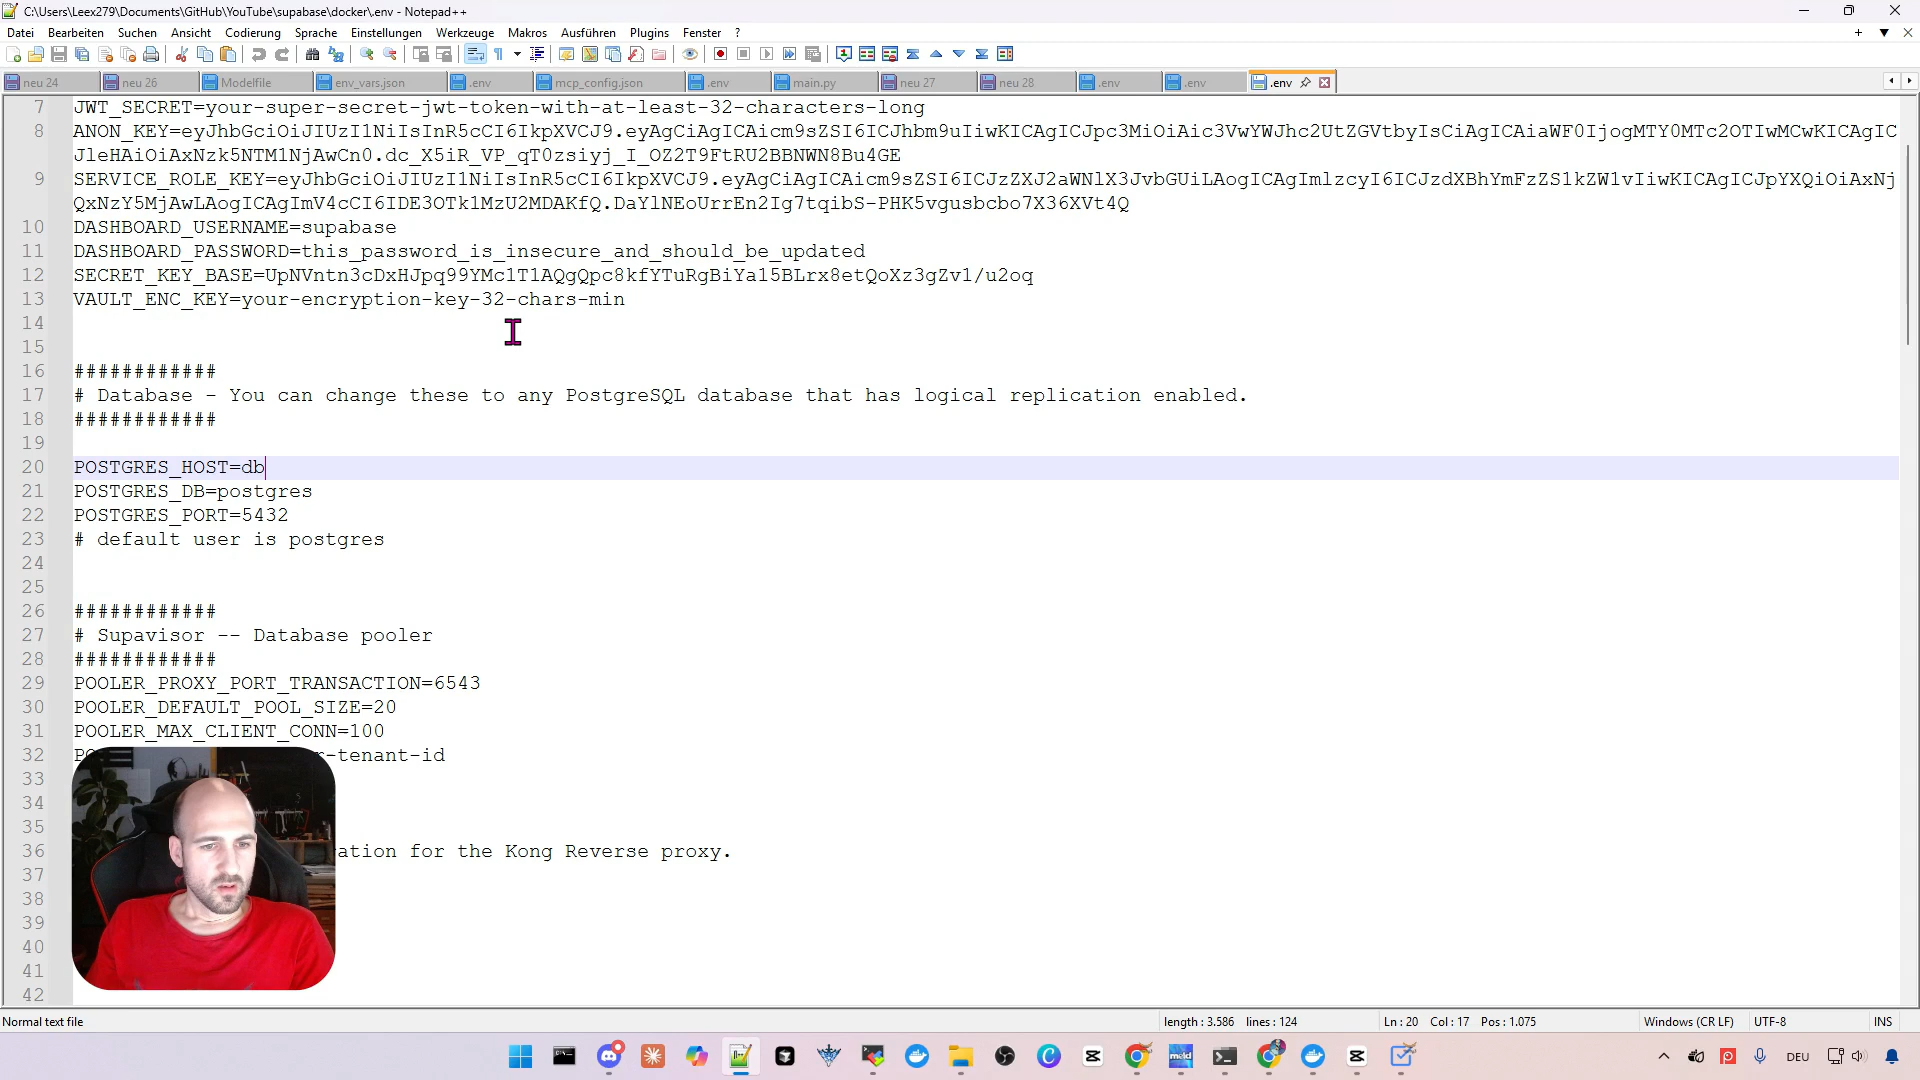 C:\Users\Leex279\Documents\GitHub\YouTube\supabase\docker\.env - Notepad++
Datei Bearbeiten Suchen Ansicht Codierung Sprache Einstellungen Werkzeuge Makros Ausführen Plugins Fenster ?
neu 24 neu 26 Modelfile env_vars.json .env mcp_config.json .env main.py neu 27 neu 28 .env .env .env
7 JWT_SECRET=your-super-secret-jwt-token-with-at-least-32-characters-long
8 ANON_KEY=eyJhbGciOiJIUzI1NiIsInR5cCI6IkpXVCJ9.eyAgCiAgICAicm9sZSI6ICJhbm9uIiwKICAgICJpc3MiOiAic3VwYWJhc2UtZGVtbyIsCiAgICAiaWF0IjogMTY0MTc2OTIwMCwKICAgIC
JleHAiOiAxNzk5NTM1NjAwCn0.dc_X5iR_VP_qT0zsiyj_I_OZ2T9FtRU2BBNWN8Bu4GE
9 SERVICE_ROLE_KEY=eyJhbGciOiJIUzI1NiIsInR5cCI6IkpXVCJ9.eyAgCiAgICAicm9sZSI6ICJzZXJ2aWNlX3JvbGUiLAogICAgImlzcyI6ICJzdXBhYmFzZS1kZW1vIiwKICAgICJpYXQiOiAxNj
QxNzY5MjAwLAogICAgImV4cCI6IDE3OTk1MzU2MDAKfQ.DaYlNEoUrrEn2Ig7tqibS-PHK5vgusbcbo7X36XVt4Q
10 DASHBOARD_USERNAME=supabase
11 DASHBOARD_PASSWORD=this_password_is_insecure_and_should_be_updated
12 SECRET_KEY_BASE=UpNVntn3cDxHJpq99YMc1T1AQgQpc8kfYTuRgBiYa15BLrx8etQoXz3gZv1/u2oq
13 VAULT_ENC_KEY=your-encryption-key-32-chars-min
14
15
16 ############
17 # Database - You can change these to any PostgreSQL database that has logical replication enabled.
18 ############
19
20 POSTGRES_HOST=db
21 POSTGRES_DB=postgres
22 POSTGRES_PORT=5432
23 # default user is postgres
24
25
26 ############
27 # Supavisor -- Database pooler
28 ############
29 POOLER_PROXY_PORT_TRANSACTION=6543
30 POOLER_DEFAULT_POOL_SIZE=20
31 POOLER_MAX_CLIENT_CONN=100
32 -tenant-id
33
34
35
36 ation for the Kong Reverse proxy.
37
38
39
40
41
42
Normal text file length : 3.586 lines : 124 Ln : 20 Col : 17 Pos : 1.075 Windows (CR LF) UTF-8 INS
DEU